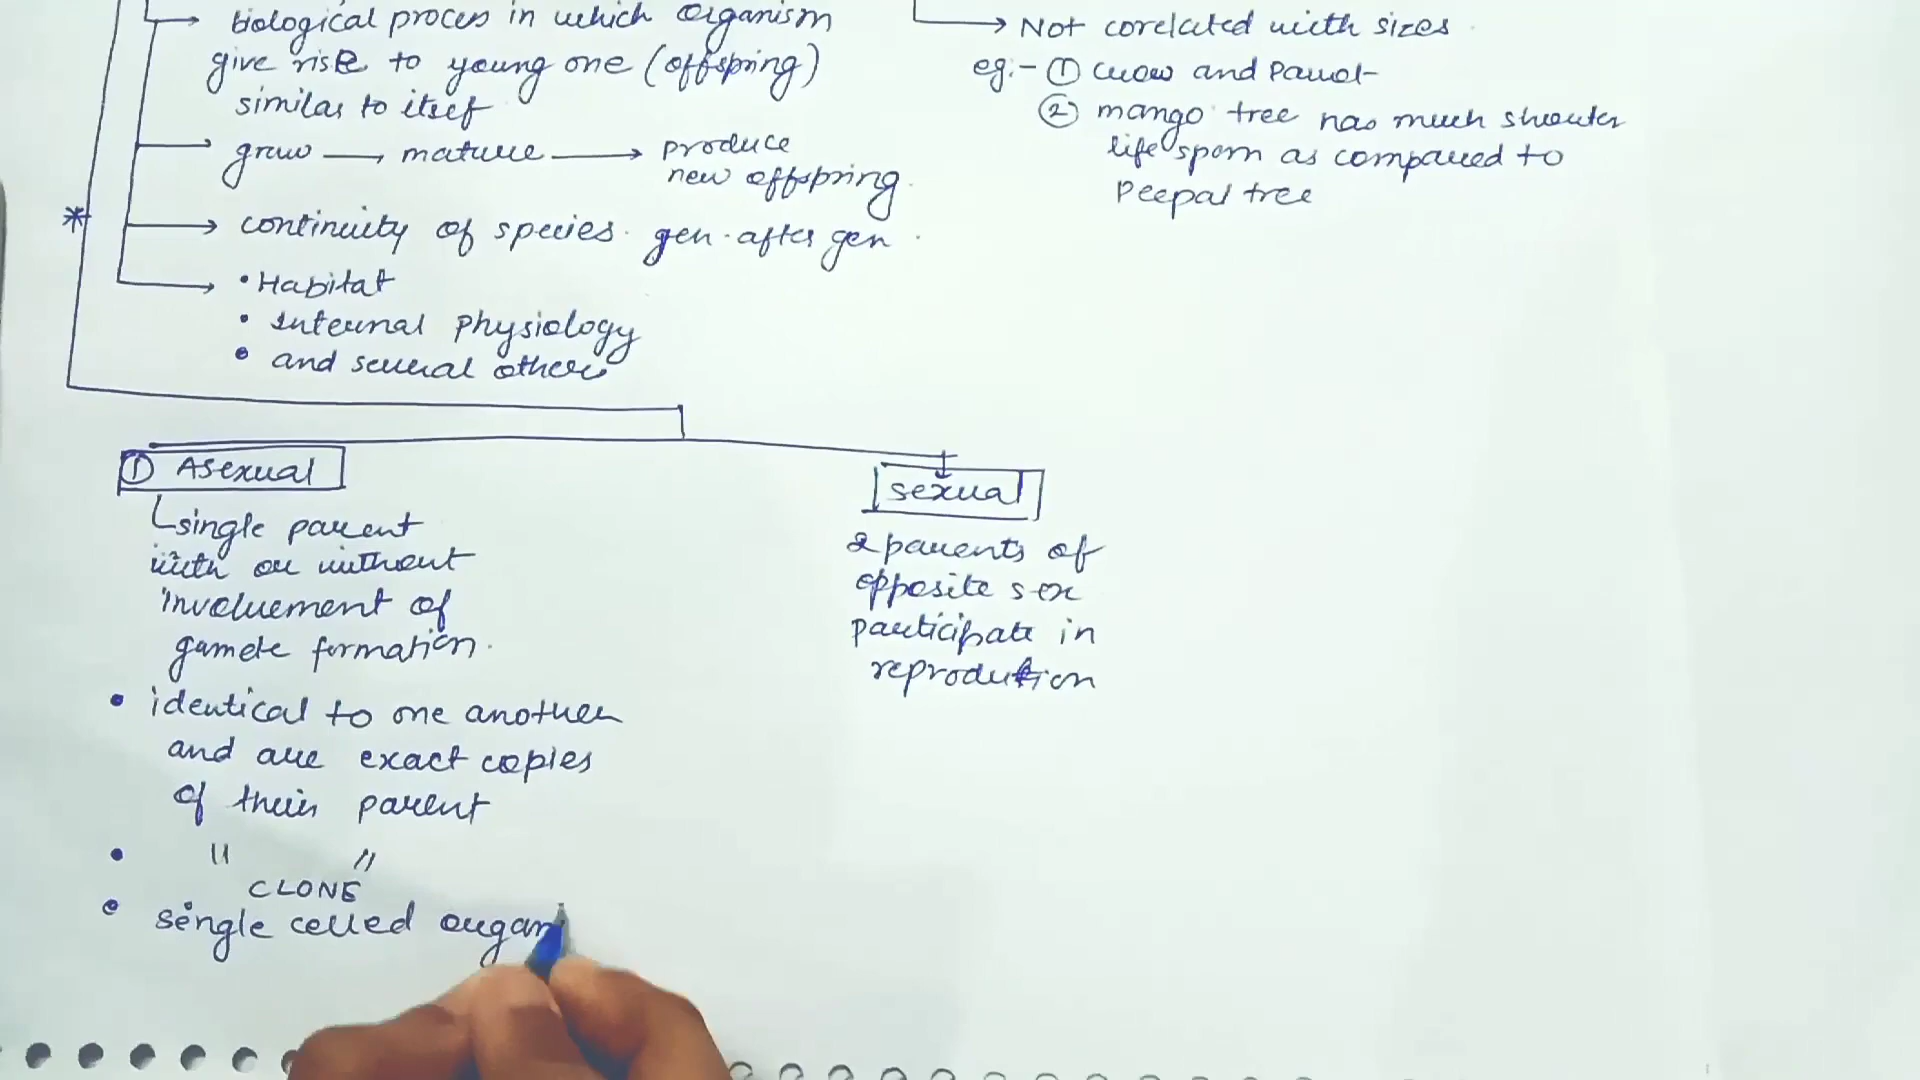 biological proces in which organism
give rise to young one (offspring)
similar to itself
grow → mature → produce
new offspring.
* → continuity of species. gen. after gen.
→ • Habitat
• internal physiology
• and several others
→ Not corelated with sizes
eg:- ① crow and Parrot
② mango tree has much shorter
life span as compared to
Peepal tree
① Asexual
single parent
with or without
involvement of
gamete formation.
• identical to one another
and are exact copies
of their parent
• " "
CLONE
• single celled organ
sexual
2 parents of
opposite sex
participate in
reproduction